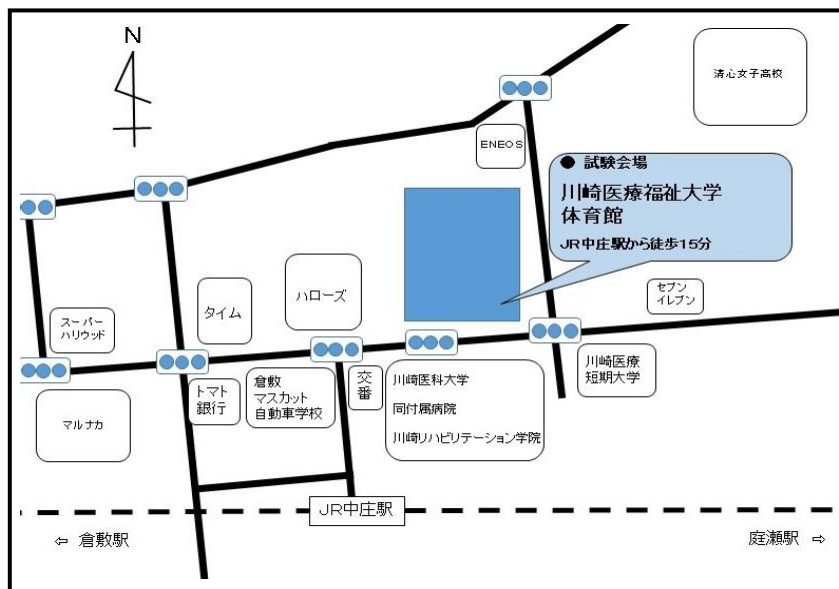 N
清心女子高校
ENEOS
● 試験会場
川崎医療福祉大学
体育館
JR中庄駅から徒歩15分
セブン
イレブン
ハローズ
タイム
スーパー
ハリウッド
川崎医療
短期大学
交番
川崎医科大学
同付属病院
川崎リハビリテーション学院
倉敷
マスカット
自動車学校
トマト
銀行
マルナカ
JR中庄駅
⇦ 倉敷駅
庭瀬駅 ⇨